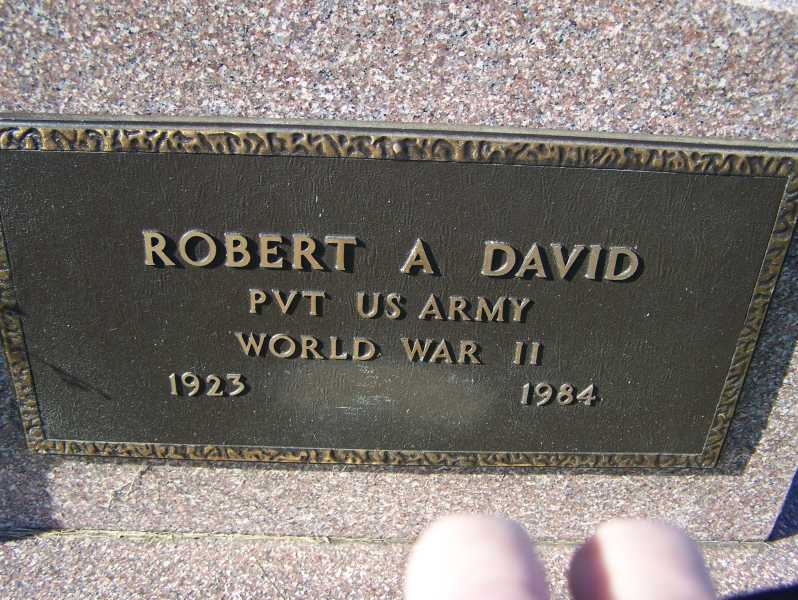 ROBERT A DAVID
PVT US ARMY
WORLD WAR II
1923 1984